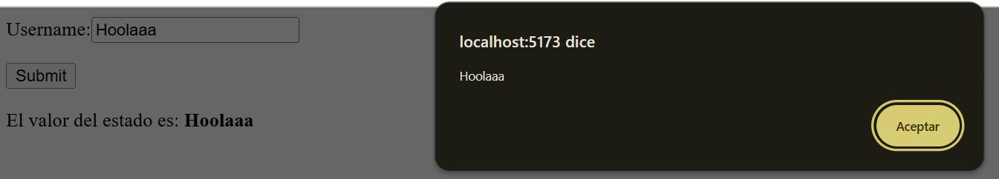 Username: Hoolaaa
Submit
El valor del estado es: Hoolaaa
localhost:5173 dice
Hoolaaa
Aceptar